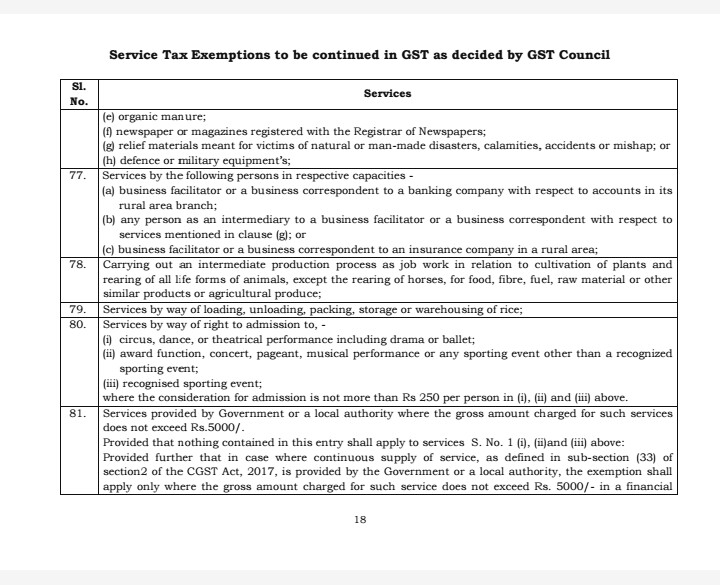 Service Tax Exemptions to be continued in GST as decided by GST Council
Sl.
No.
Services
(e) organic manure;
(f) newspaper or magazines registered with the Registrar of Newspapers;
(g) relief materials meant for victims of natural or man-made disasters, calamities, accidents or mishap; or
(h) defence or military equipment's;
77.
Services by the following persons in respective capacities -
(a) business facilitator or a business correspondent to a banking company with respect to accounts in its
rural area branch;
(b) any person as an intermediary to a business facilitator or a business correspondent with respect to
services mentioned in clause (g); or
(c) business facilitator or a business correspondent to an insurance company in a rural area;
78.
Carrying out an intermediate production process as job work in relation to cultivation of plants and
rearing of all life forms of animals, except the rearing of horses, for food, fibre, fuel, raw material or other
similar products or agricultural produce;
79.
Services by way of loading, unloading, packing, storage or warehousing of rice;
80.
Services by way of right to admission to, -
(i) circus, dance, or theatrical performance including drama or ballet;
(ii) award function, concert, pageant, musical performance or any sporting event other than a recognized
sporting event;
(iii) recognised sporting event;
where the consideration for admission is not more than Rs 250 per person in (i), (ii) and (iii) above.
81.
Services provided by Government or a local authority where the gross amount charged for such services
does not exceed Rs.5000/.
Provided that nothing contained in this entry shall apply to services S. No. 1 (i), (ii)and (iii) above:
Provided further that in case where continuous supply of service, as defined in sub-section (33) of
section2 of the CGST Act, 2017, is provided by the Government or a local authority, the exemption shall
apply only where the gross amount charged for such service does not exceed Rs. 5000/- in a financial
18